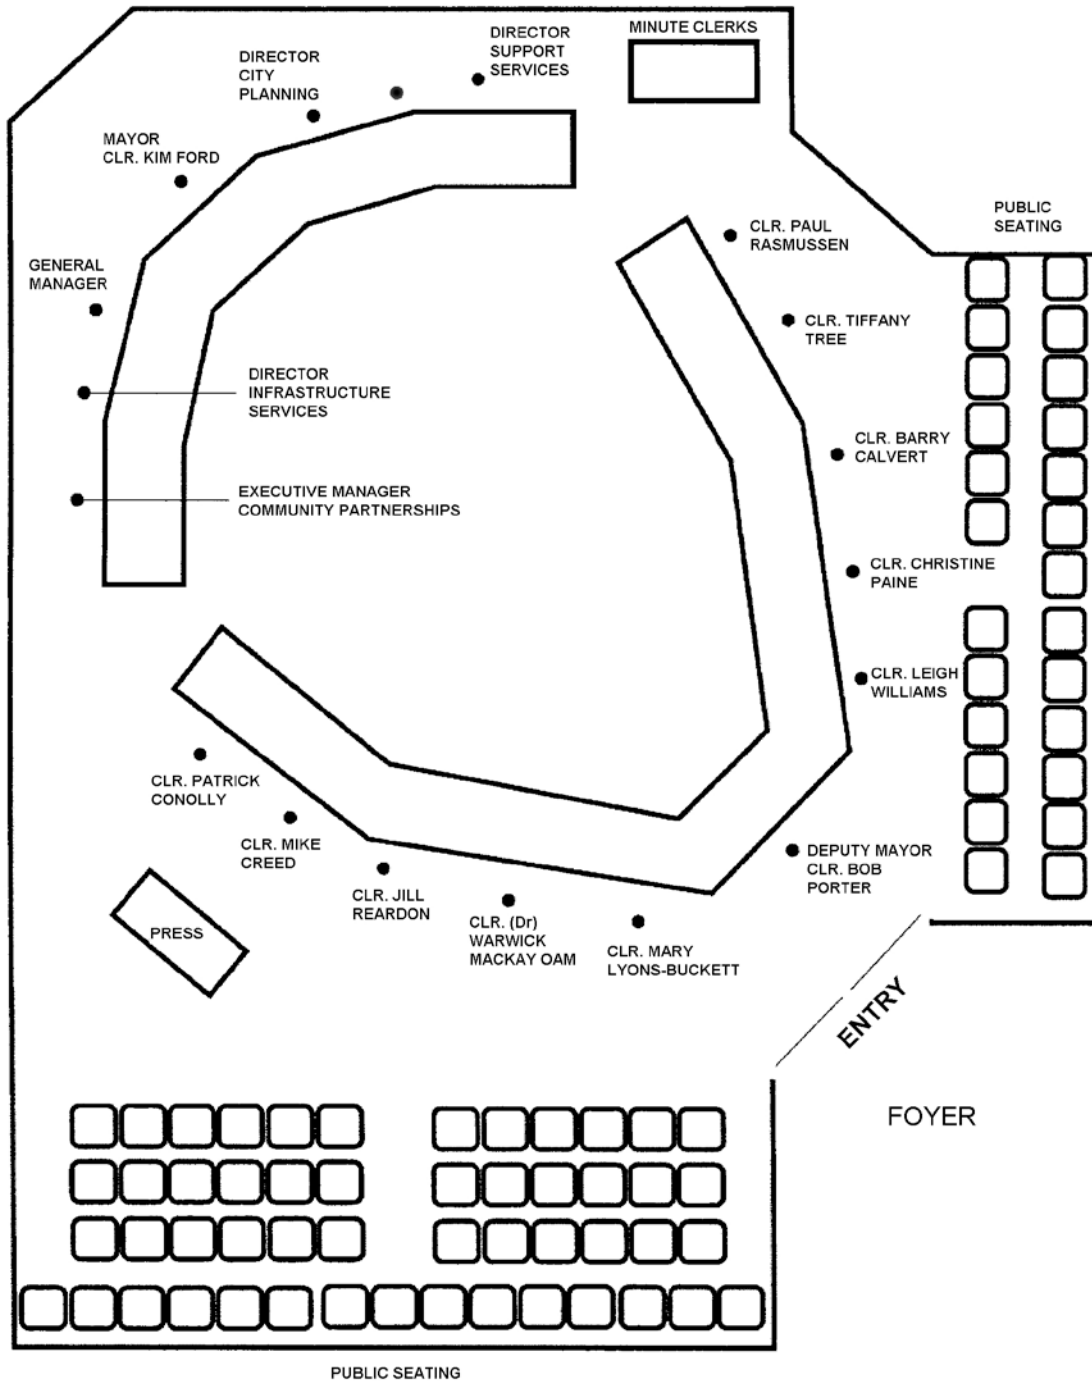 MINUTE CLERKS
DIRECTOR
SUPPORT
SERVICES
DIRECTOR
CITY
PLANNING
MAYOR
CLR. KIM FORD
GENERAL
MANAGER
DIRECTOR
INFRASTRUCTURE
SERVICES
EXECUTIVE MANAGER
COMMUNITY PARTNERSHIPS
CLR. PAUL
RASMUSSEN
PUBLIC
SEATING
CLR. TIFFANY
TREE
CLR. BARRY
CALVERT
CLR. CHRISTINE
PAINE
CLR. LEIGH
WILLIAMS
DEPUTY MAYOR
CLR. BOB
PORTER
CLR. PATRICK
CONOLLY
CLR. MIKE
CREED
CLR. JILL
REARDON
CLR. (Dr)
WARWICK
MACKAY OAM
CLR. MARY
LYONS-BUCKETT
PRESS
ENTRY
FOYER
PUBLIC SEATING